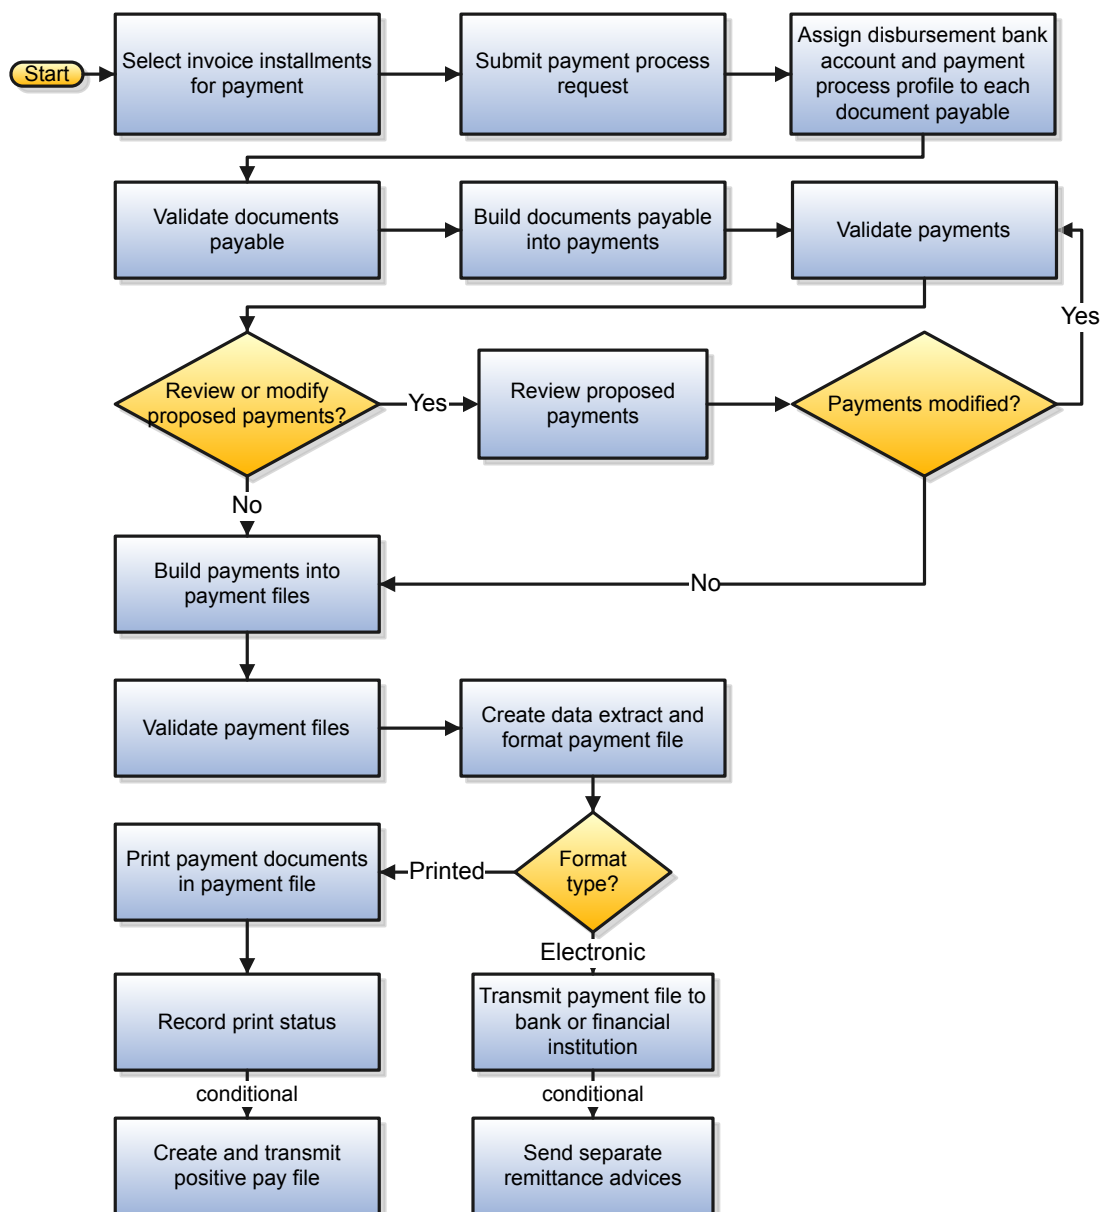 Start
Select invoice installments
for payment
Submit payment process
request
Assign disbursement bank
account and payment
process profile to each
document payable
Validate documents
payable
Build documents payable
into payments
Validate payments
Yes
Review or modify
proposed payments?
Yes
Review proposed
payments
Payments modified?
No
Build payments into
payment files
No
Validate payment files
Create data extract and
format payment file
Print payment documents
in payment file
Printed
Format
type?
Electronic
Record print status
Transmit payment file to
bank or financial
institution
conditional
conditional
Create and transmit
positive pay file
Send separate
remittance advices